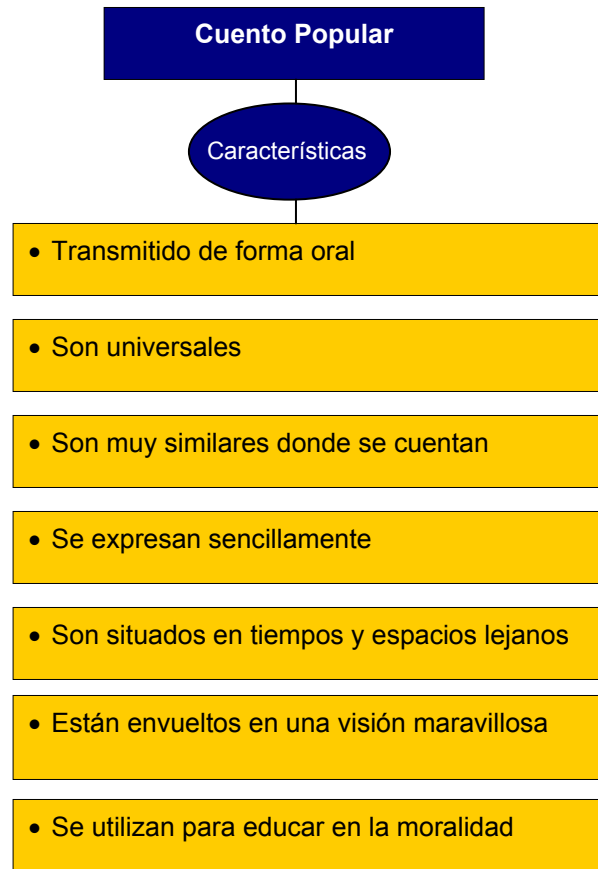 Cuento Popular
Características
• Transmitido de forma oral
• Son universales
• Son muy similares donde se cuentan
• Se expresan sencillamente
• Son situados en tiempos y espacios lejanos
• Están envueltos en una visión maravillosa
• Se utilizan para educar en la moralidad